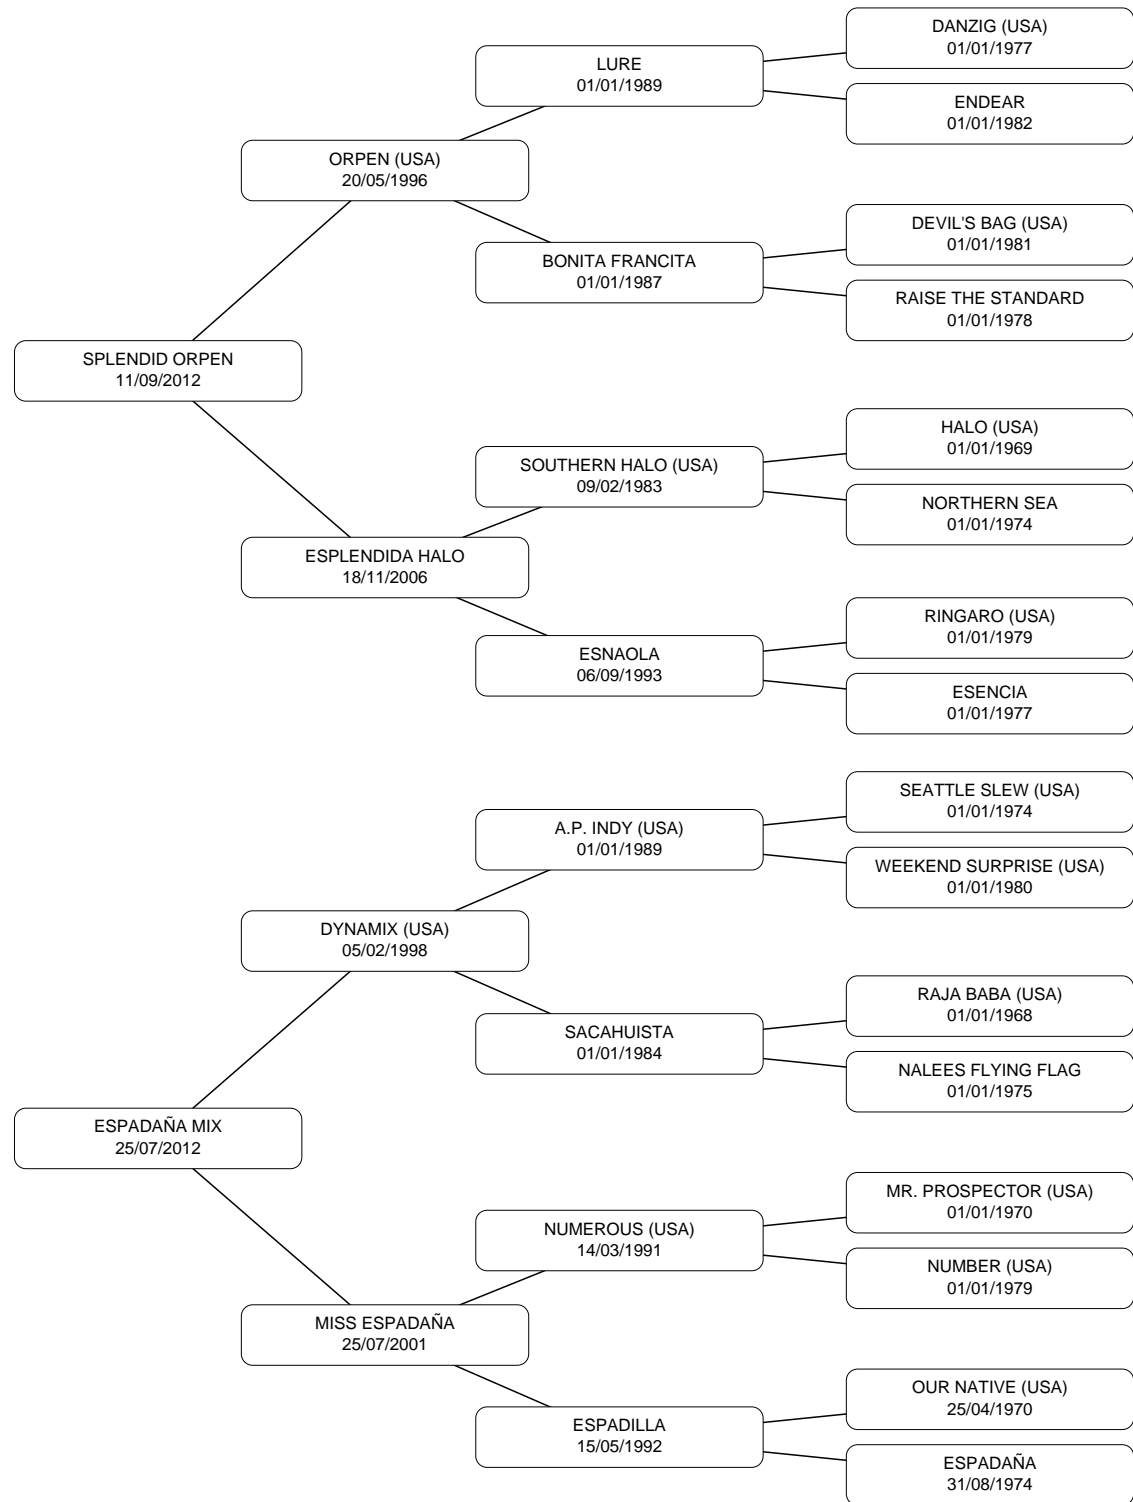 DANZIG (USA)
01/01/1977
LURE
01/01/1989
ENDEAR
01/01/1982
ORPEN (USA)
20/05/1996
DEVIL'S BAG (USA)
01/01/1981
BONITA FRANCITA
01/01/1987
RAISE THE STANDARD
01/01/1978
SPLENDID ORPEN
11/09/2012
HALO (USA)
01/01/1969
SOUTHERN HALO (USA)
09/02/1983
NORTHERN SEA
01/01/1974
ESPLENDIDA HALO
18/11/2006
RINGARO (USA)
01/01/1979
ESNAOLA
06/09/1993
ESENCIA
01/01/1977
SEATTLE SLEW (USA)
01/01/1974
A.P. INDY (USA)
01/01/1989
WEEKEND SURPRISE (USA)
01/01/1980
DYNAMIX (USA)
05/02/1998
RAJA BABA (USA)
01/01/1968
SACAHUISTA
01/01/1984
NALEES FLYING FLAG
01/01/1975
ESPADAÑA MIX
25/07/2012
MR. PROSPECTOR (USA)
01/01/1970
NUMEROUS (USA)
14/03/1991
NUMBER (USA)
01/01/1979
MISS ESPADAÑA
25/07/2001
OUR NATIVE (USA)
25/04/1970
ESPADILLA
15/05/1992
ESPADAÑA
31/08/1974